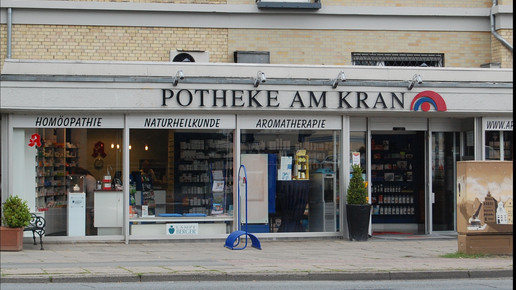 POTHEKE AM KRAN
HOMÖOPATHIE
NATURHEILKUNDE
AROMATHERAPIE
WWW.A